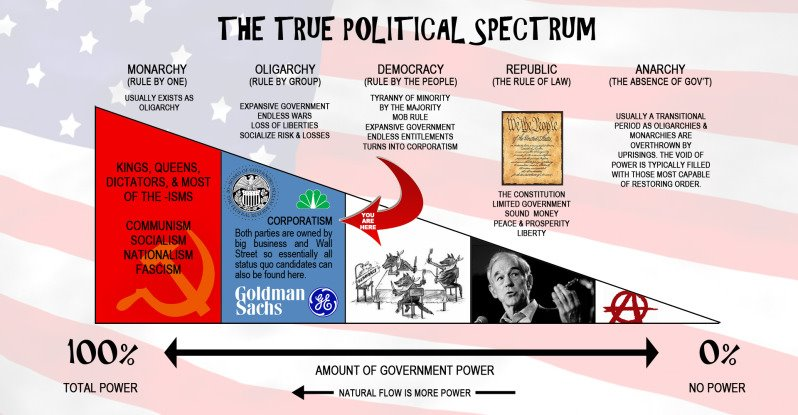 THE TRUE POLITICAL SPECTRUM
MONARCHY
(RULE BY ONE)
USUALLY EXISTS AS
OLIGARCHY
OLIGARCHY
(RULE BY GROUP)
EXPANSIVE GOVERNMENT
ENDLESS WARS
LOSS OF LIBERTIES
SOCIALIZE RISK & LOSSES
DEMOCRACY
(RULE BY THE PEOPLE)
TYRANNY OF MINORITY
BY THE MAJORITY
MOB RULE
EXPANSIVE GOVERNMENT
ENDLESS ENTITLEMENTS
TURNS INTO CORPORATISM
REPUBLIC
(THE RULE OF LAW)
We the People
THE CONSTITUTION
LIMITED GOVERNMENT
SOUND MONEY
PEACE & PROSPERITY
LIBERTY
ANARCHY
(THE ABSENCE OF GOV'T)
USUALLY A TRANSITIONAL
PERIOD AS OLIGARCHIES &
MONARCHIES ARE
OVERTHROWN BY
UPRISINGS. THE VOID OF
POWER IS TYPICALLY FILLED
WITH THOSE MOST CAPABLE
OF RESTORING ORDER.
KINGS, QUEENS,
DICTATORS, & MOST
OF THE -ISMS
COMMUNISM
SOCIALISM
NATIONALISM
FASCISM
CORPORATISM
Both parties are owned by
big business and Wall
Street so essentially all
status quo candidates can
also be found here.
Goldman
Sachs
GE
YOU
ARE
HERE
100%
TOTAL POWER
AMOUNT OF GOVERNMENT POWER
NATURAL FLOW IS MORE POWER
0%
NO POWER